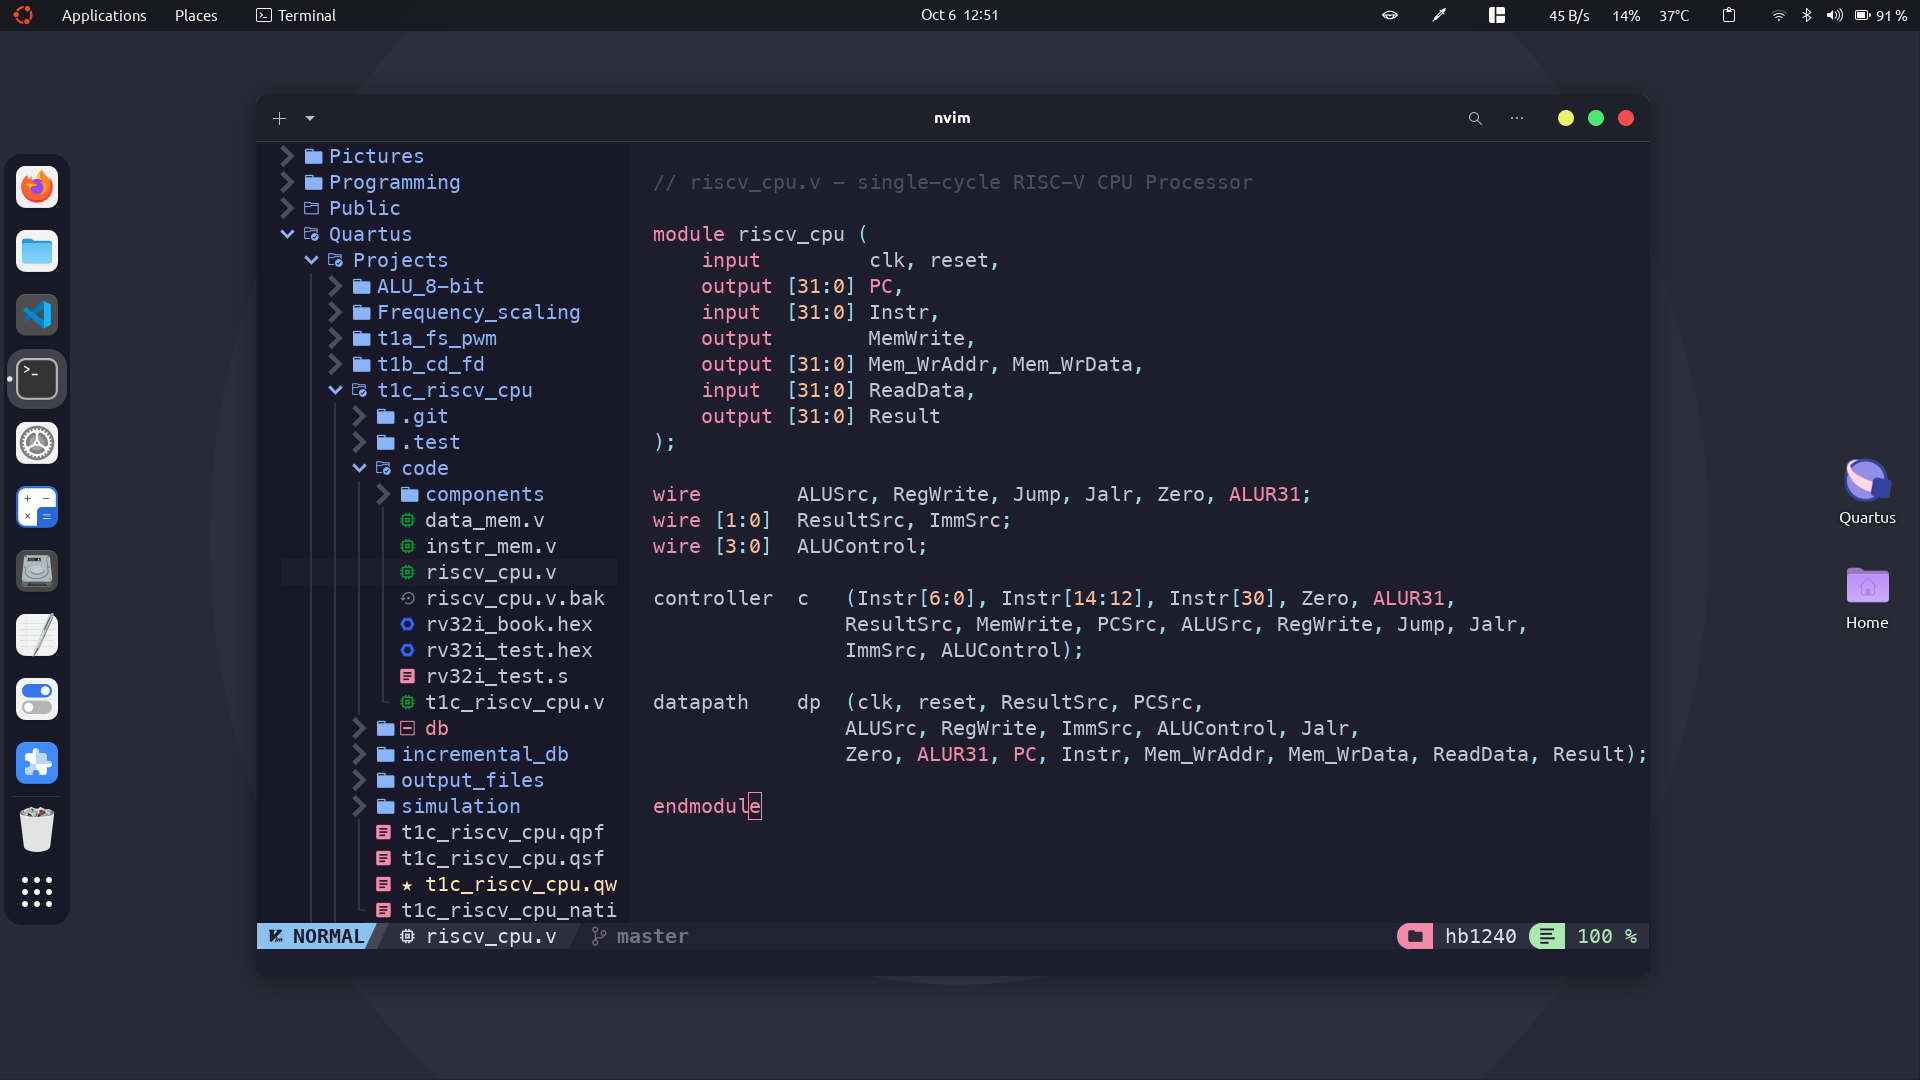 Applications Places Terminal Oct 6 12:51 45 B/s 14% 37°C 91 %
nvim
Pictures
Programming
Public
Quartus
Projects
ALU_8-bit
Frequency_scaling
t1a_fs_pwm
t1b_cd_fd
t1c_riscv_cpu
.git
.test
code
components
data_mem.v
instr_mem.v
riscv_cpu.v
riscv_cpu.v.bak
rv32i_book.hex
rv32i_test.hex
rv32i_test.s
t1c_riscv_cpu.v
db
incremental_db
output_files
simulation
t1c_riscv_cpu.qpf
t1c_riscv_cpu.qsf
t1c_riscv_cpu.qw
t1c_riscv_cpu_nati
// riscv_cpu.v - single-cycle RISC-V CPU Processor
module riscv_cpu (
input clk, reset,
output [31:0] PC,
input [31:0] Instr,
output MemWrite,
output [31:0] Mem_WrAddr, Mem_WrData,
input [31:0] ReadData,
output [31:0] Result
);
wire ALUSrc, RegWrite, Jump, Jalr, Zero, ALUR31;
wire [1:0] ResultSrc, ImmSrc;
wire [3:0] ALUControl;
controller c (Instr[6:0], Instr[14:12], Instr[30], Zero, ALUR31,
ResultSrc, MemWrite, PCSrc, ALUSrc, RegWrite, Jump, Jalr,
ImmSrc, ALUControl);
datapath dp (clk, reset, ResultSrc, PCSrc,
ALUSrc, RegWrite, ImmSrc, ALUControl, Jalr,
Zero, ALUR31, PC, Instr, Mem_WrAddr, Mem_WrData, ReadData, Result);
endmodule
NORMAL riscv_cpu.v master hb1240 100 %
Quartus
Home